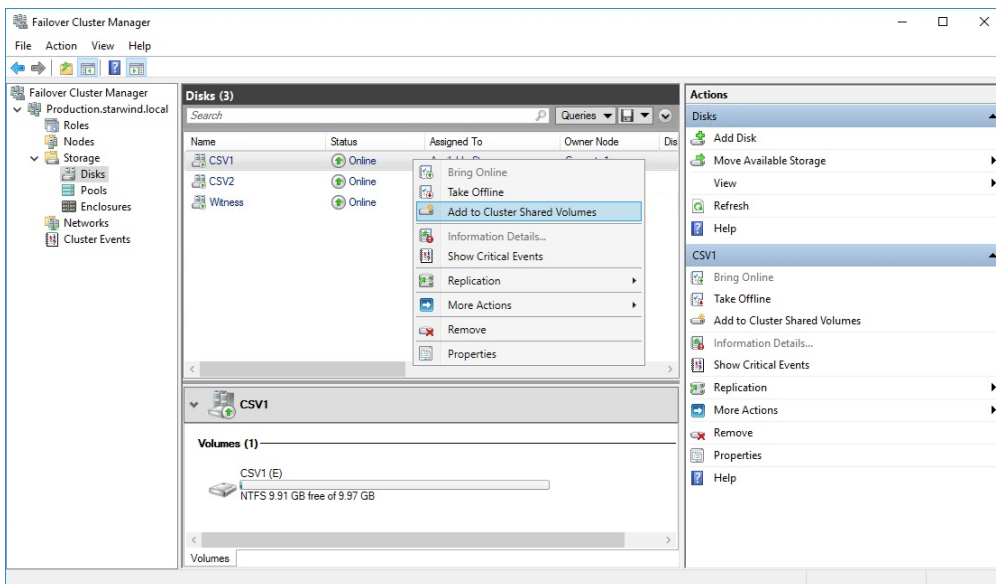 Failover Cluster Manager
File Action View Help
Failover Cluster Manager
Production.starwind.local
Roles
Nodes
Storage
Disks
Pools
Enclosures
Networks
Cluster Events
Disks (3)
Search
Queries
Name Status Assigned To Owner Node Dis
CSV1 Online
CSV2 Online
Witness Online
Bring Online
Take Offline
Add to Cluster Shared Volumes
Information Details...
Show Critical Events
Replication
More Actions
Remove
Properties
CSV1
Volumes (1)
CSV1 (E)
NTFS 9.91 GB free of 9.97 GB
Volumes
Actions
Disks
Add Disk
Move Available Storage
View
Refresh
Help
CSV1
Bring Online
Take Offline
Add to Cluster Shared Volumes
Information Details...
Show Critical Events
Replication
More Actions
Remove
Properties
Help